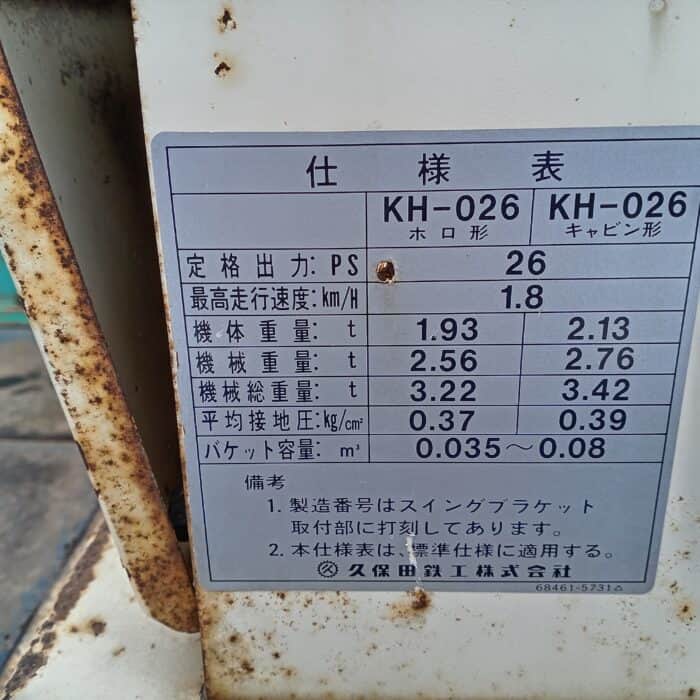 仕様表
KH-026 KH-026
ホロ形 キャビン形
定格出力: PS 26
最高走行速度: km/H 1.8
機体重量: t 1.93 2.13
機械重量: t 2.56 2.76
機械総重量: t 3.22 3.42
平均接地圧: kg/cm² 0.37 0.39
バケット容量: m³ 0.035~0.08
備考
1. 製造番号はスイングブラケット
取付部に打刻してあります。
2. 本仕様表は、標準仕様に適用する。
久保田鉄工株式会社
68461-5731△